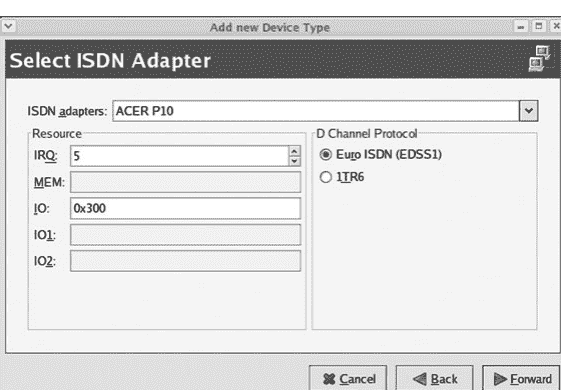 Add new Device Type
Select ISDN Adapter
ISDN adapters: ACER P10
Resource
IRQ: 5
MEM:
IO: 0x300
IO1:
IO2:
D Channel Protocol
Euro ISDN (EDSS1)
1TR6
Cancel
Back
Forward